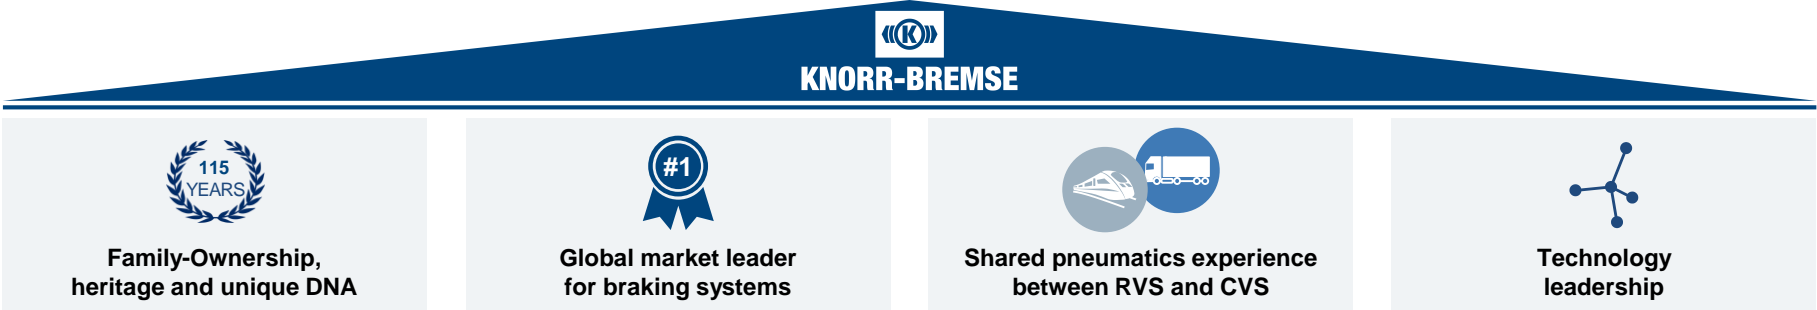 K
KNORR-BREMSE
115
YEARS
Family-Ownership,
heritage and unique DNA
#1
Global market leader
for braking systems
Shared pneumatics experience
between RVS and CVS
Technology
leadership